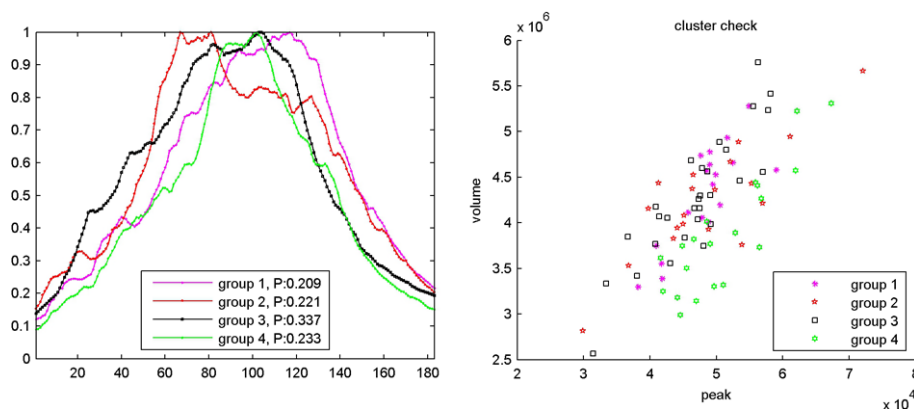 1
0.9
0.8
0.7
0.6
0.5
0.4
0.3
0.2
0.1
0
20 40 60 80 100 120 140 160 180
group 1, P:0.209
group 2, P:0.221
group 3, P:0.337
group 4, P:0.233
cluster check
x 10^6
6
5.5
5
4.5
4
3.5
3
2.5
volume
2 3 4 5 6 7 8
peak
x 10^4
group 1
group 2
group 3
group 4